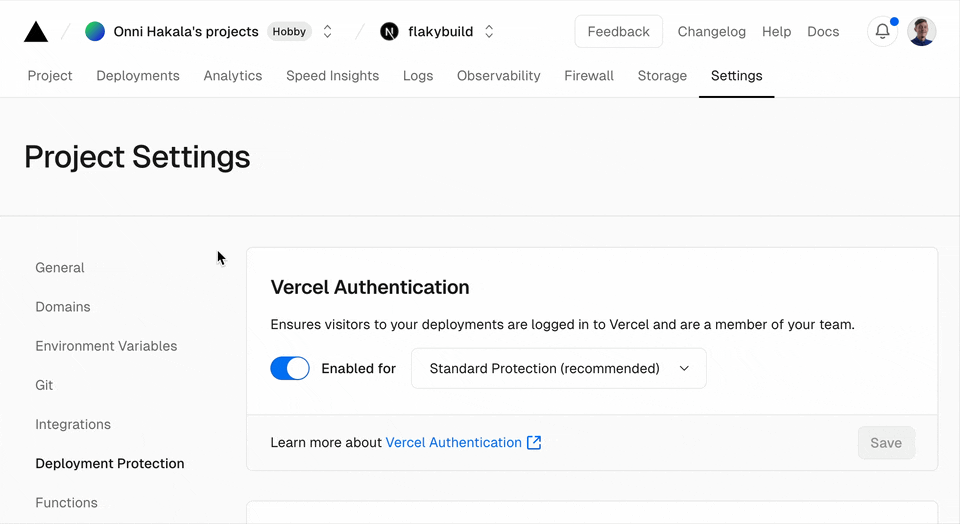 Onni Hakala's projects Hobby flakybuild Feedback Changelog Help Docs
Project Deployments Analytics Speed Insights Logs Observability Firewall Storage Settings
Project Settings
General
Domains
Environment Variables
Git
Integrations
Deployment Protection
Functions
Vercel Authentication
Ensures visitors to your deployments are logged in to Vercel and are a member of your team.
Enabled for Standard Protection (recommended)
Learn more about Vercel Authentication Save